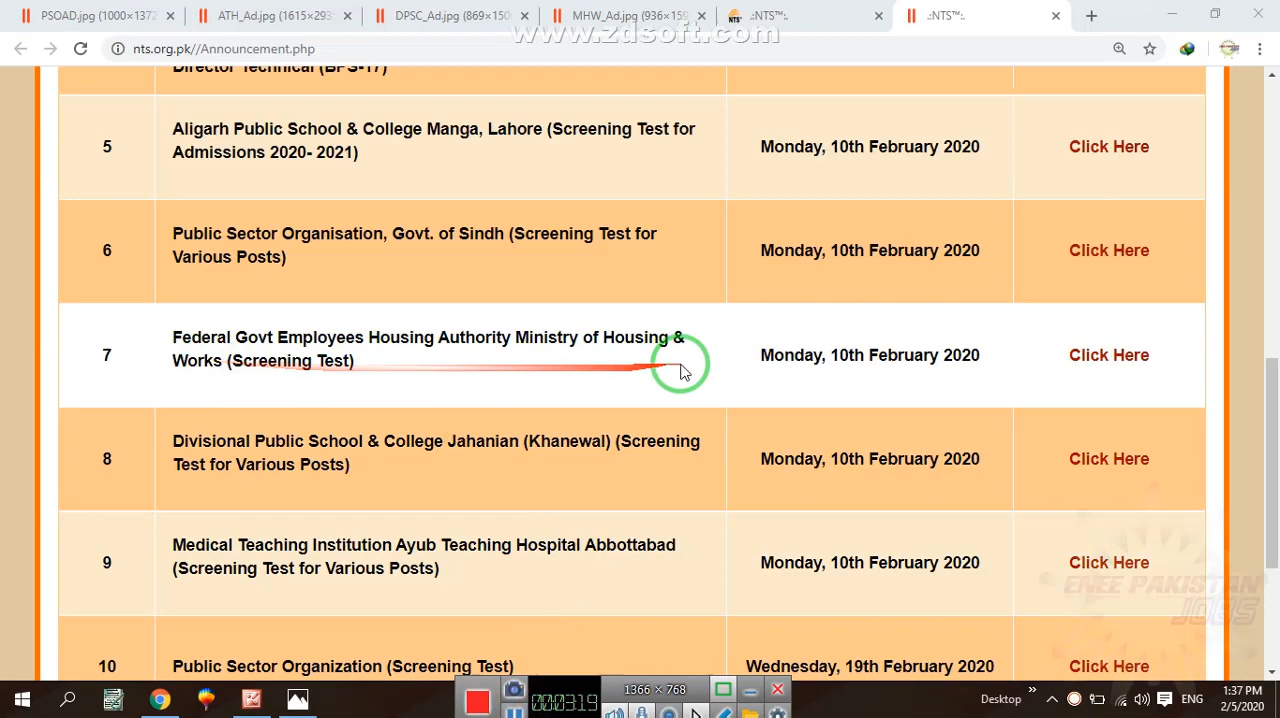 PSOAD.jpg (1000×1372
ATH_Ad.jpg (1615×293
DPSC_Ad.jpg (869×150
MHW_Ad.jpg (936×159
NTS
.:NTS™:.
.:NTS™:.
www.zdsoft.com
nts.org.pk//Announcement.php
Director Technical (BPS-17)
5
Aligarh Public School & College Manga, Lahore (Screening Test for
Admissions 2020- 2021)
Monday, 10th February 2020
Click Here
6
Public Sector Organisation, Govt. of Sindh (Screening Test for
Various Posts)
Monday, 10th February 2020
Click Here
7
Federal Govt Employees Housing Authority Ministry of Housing &
Works (Screening Test)
Monday, 10th February 2020
Click Here
8
Divisional Public School & College Jahanian (Khanewal) (Screening
Test for Various Posts)
Monday, 10th February 2020
Click Here
9
Medical Teaching Institution Ayub Teaching Hospital Abbottabad
(Screening Test for Various Posts)
Monday, 10th February 2020
Click Here
ENEE PAKISTAN
JOBS
10
Public Sector Organization (Screening Test)
Wednesday, 19th February 2020
Click Here
00:03:19
1366 × 768
Desktop
ENG
1:37 PM
2/5/2020